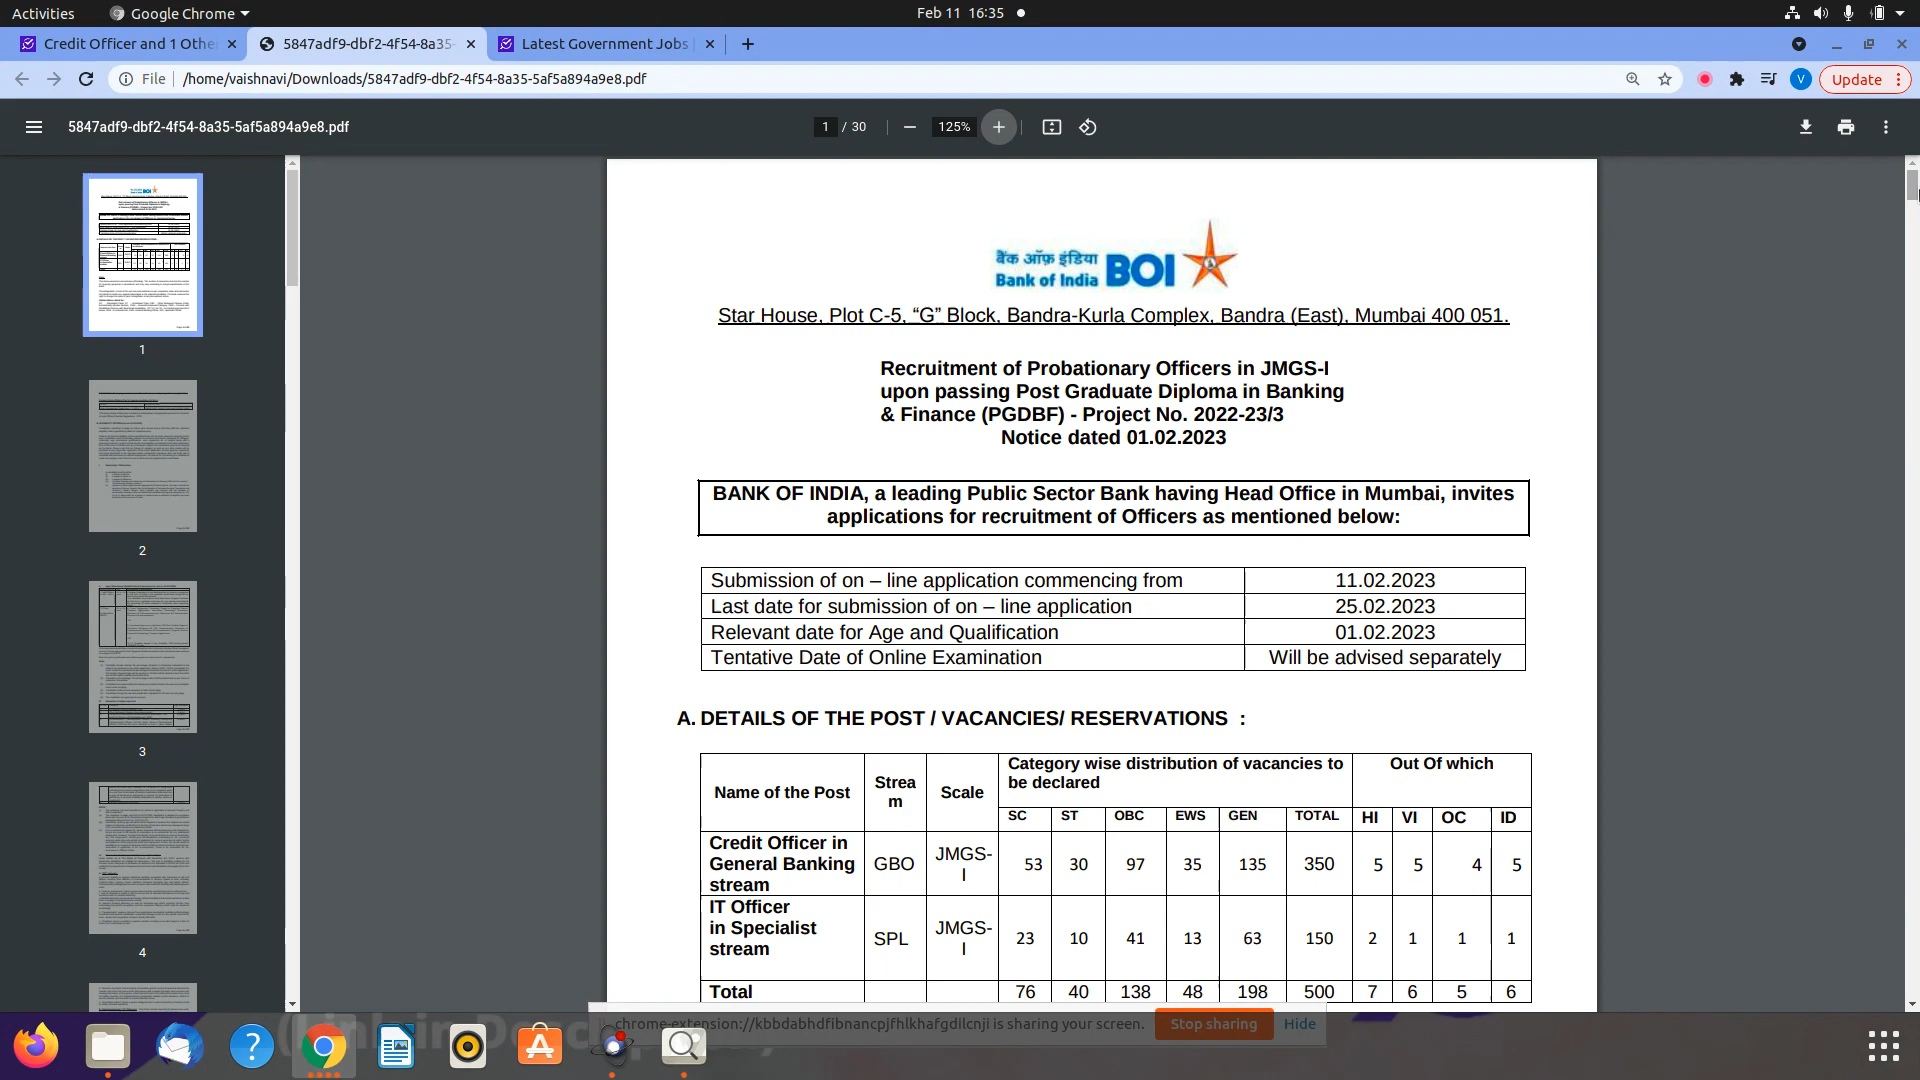 Activities Google Chrome Feb 11 16:35
Credit Officer and 1 Othe 5847adf9-dbf2-4f54-8a35- Latest Government Jobs
File /home/vaishnavi/Downloads/5847adf9-dbf2-4f54-8a35-5af5a894a9e8.pdf V Update
5847adf9-dbf2-4f54-8a35-5af5a894a9e8.pdf 1 / 30 125%
1
2
3
4
बैंक ऑफ़ इंडिया
Bank of India BOI
Star House, Plot C-5, “G” Block, Bandra-Kurla Complex, Bandra (East), Mumbai 400 051.
Recruitment of Probationary Officers in JMGS-I
upon passing Post Graduate Diploma in Banking
& Finance (PGDBF) - Project No. 2022-23/3
Notice dated 01.02.2023
BANK OF INDIA, a leading Public Sector Bank having Head Office in Mumbai, invites
applications for recruitment of Officers as mentioned below:
Submission of on – line application commencing from 11.02.2023
Last date for submission of on – line application 25.02.2023
Relevant date for Age and Qualification 01.02.2023
Tentative Date of Online Examination Will be advised separately
A. DETAILS OF THE POST / VACANCIES/ RESERVATIONS :
Name of the Post Strea
m Scale Category wise distribution of vacancies to
be declared Out Of which
SC ST OBC EWS GEN TOTAL HI VI OC ID
Credit Officer in
General Banking
stream GBO JMGS-
I 53 30 97 35 135 350 5 5 4 5
IT Officer
in Specialist
stream SPL JMGS-
I 23 10 41 13 63 150 2 1 1 1
Total 76 40 138 48 198 500 7 6 5 6
chrome-extension://kbbdabhdfibnancpjfhlkhafgdilcnji is sharing your screen. Stop sharing Hide